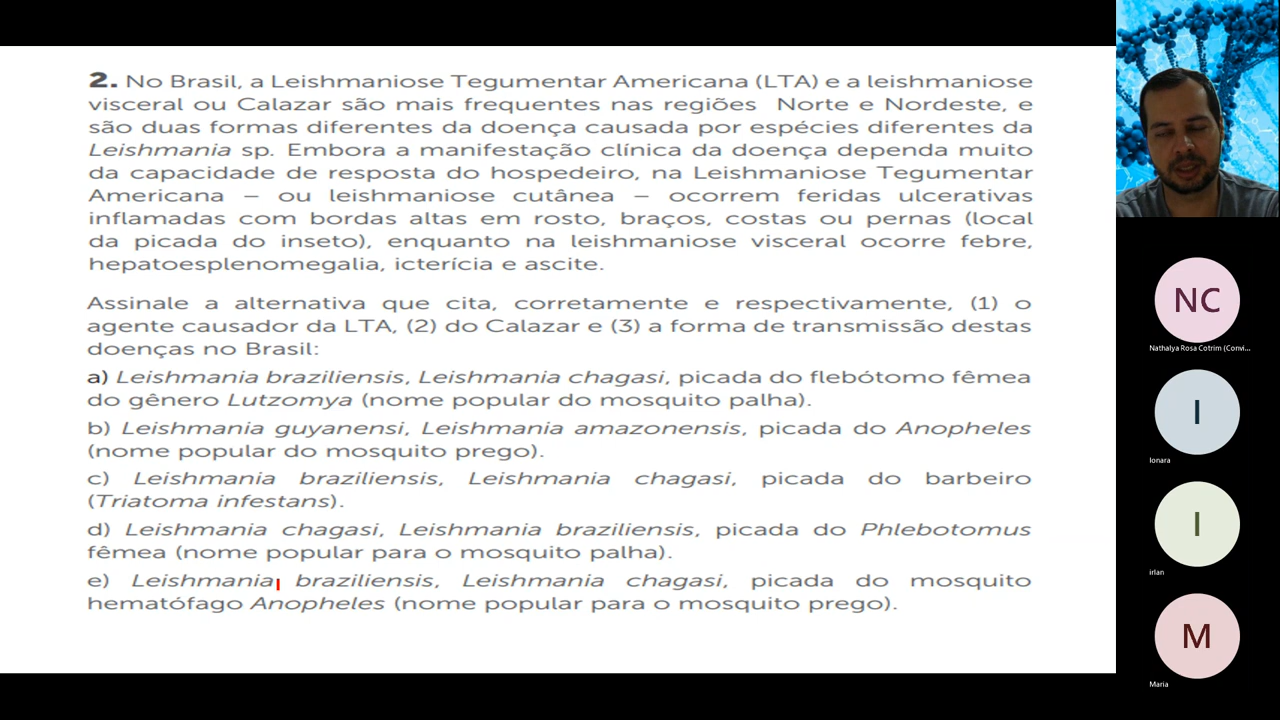 2. No Brasil, a Leishmaniose Tegumentar Americana (LTA) e a leishmaniose
visceral ou Calazar são mais frequentes nas regiões Norte e Nordeste, e
são duas formas diferentes da doença causada por espécies diferentes da
Leishmania sp. Embora a manifestação clínica da doença dependa muito
da capacidade de resposta do hospedeiro, na Leishmaniose Tegumentar
Americana – ou leishmaniose cutânea – ocorrem feridas ulcerativas
inflamadas com bordas altas em rosto, braços, costas ou pernas (local
da picada do inseto), enquanto na leishmaniose visceral ocorre febre,
hepatoesplenomegalia, icterícia e ascite.
Assinale a alternativa que cita, corretamente e respectivamente, (1) o
agente causador da LTA, (2) do Calazar e (3) a forma de transmissão destas
doenças no Brasil:
a) Leishmania braziliensis, Leishmania chagasi, picada do flebótomo fêmea
do gênero Lutzomya (nome popular do mosquito palha).
b) Leishmania guyanensi, Leishmania amazonensis, picada do Anopheles
(nome popular do mosquito prego).
c) Leishmania braziliensis, Leishmania chagasi, picada do barbeiro
(Triatoma infestans).
d) Leishmania chagasi, Leishmania braziliensis, picada do Phlebotomus
fêmea (nome popular para o mosquito palha).
e) Leishmania braziliensis, Leishmania chagasi, picada do mosquito
hematófago Anopheles (nome popular para o mosquito prego).
NC
Nathalya Rosa Cotrim (Convi...
I
Ionara
I
irlan
M
Maria